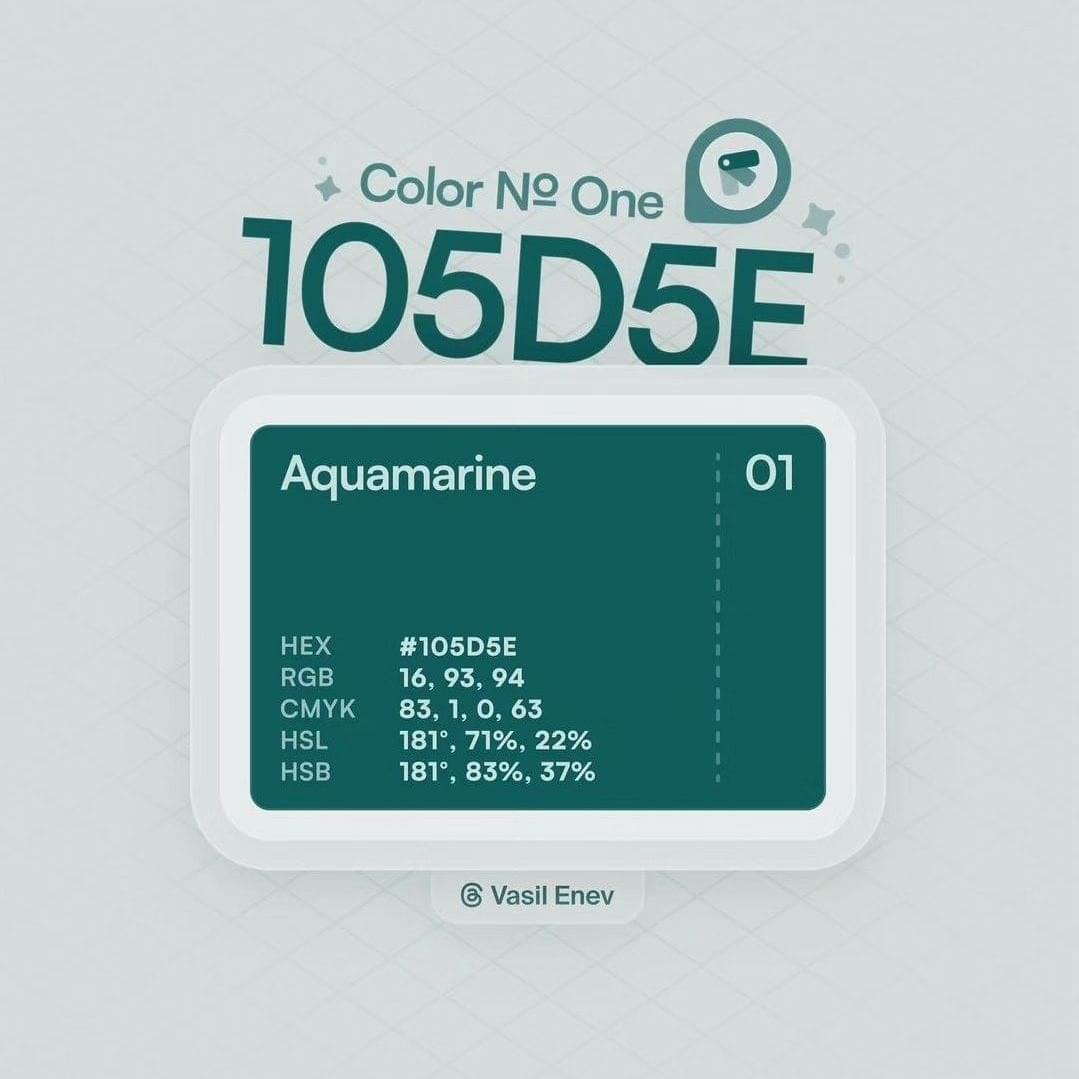 Color Nº One
105D5E
Aquamarine 01
HEX #105D5E
RGB 16, 93, 94
CMYK 83, 1, 0, 63
HSL 181°, 71%, 22%
HSB 181°, 83%, 37%
Vasil Enev